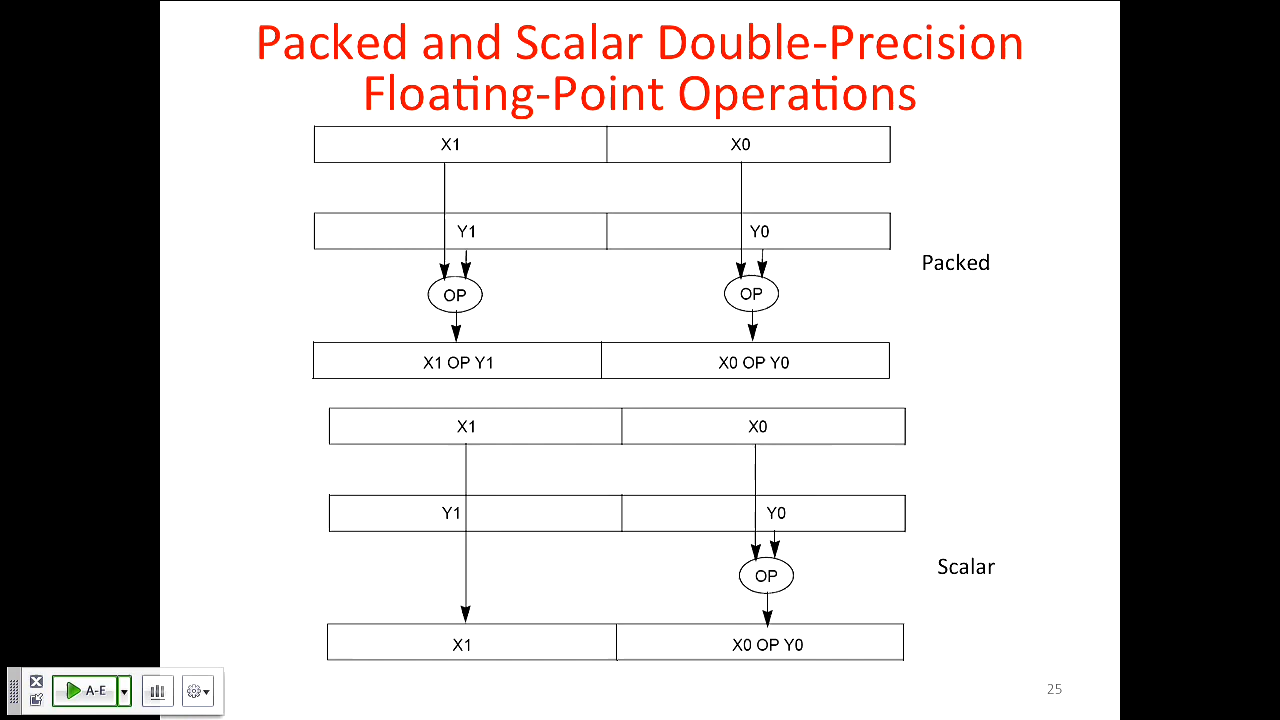 Packed and Scalar Double-Precision
Floating-Point Operations
X1 X0
Y1 Y0
Packed
OP OP
X1 OP Y1 X0 OP Y0
X1 X0
Y1 Y0
Scalar
OP
X1 X0 OP Y0
A-E
25